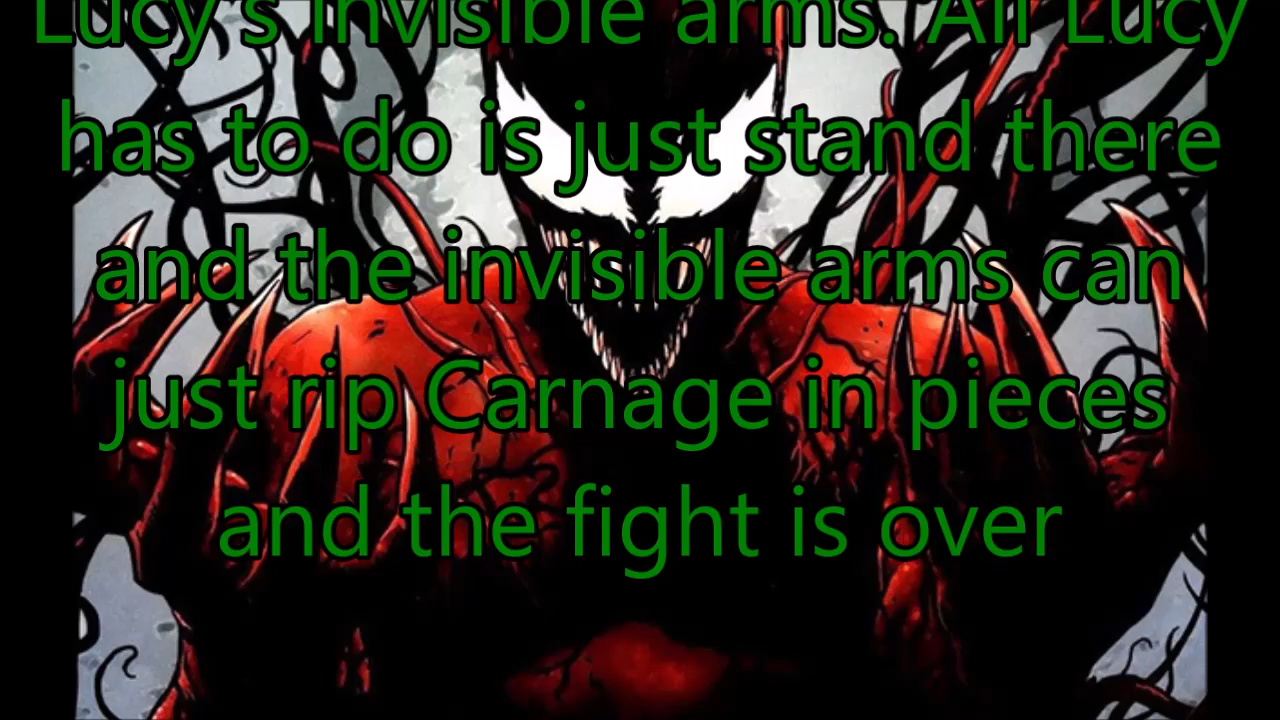 Lucy's invisible arms. All Lucy
has to do is just stand there
and the invisible arms can
just rip Carnage in pieces
and the fight is over